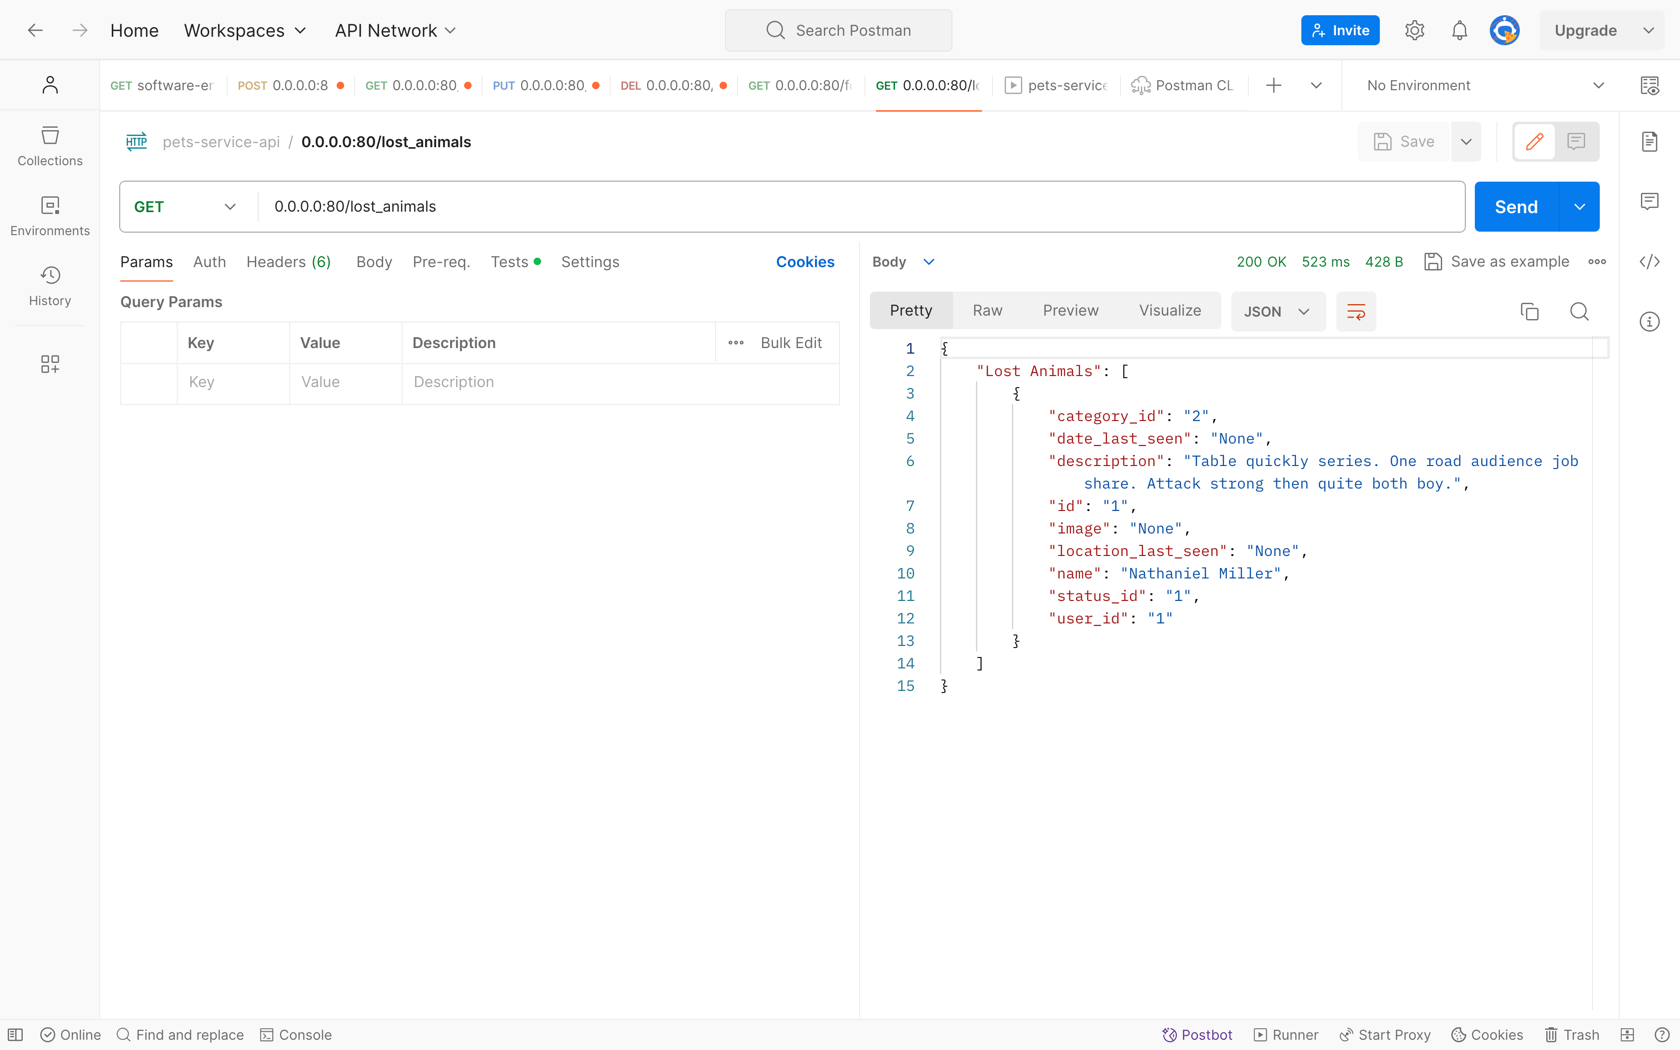 Home Workspaces API Network Search Postman Invite Upgrade
GET software-er POST 0.0.0.0:8 GET 0.0.0.0:80, PUT 0.0.0.0:80, DEL 0.0.0.0:80, GET 0.0.0.0:80/f GET 0.0.0.0:80/l pets-service Postman CL No Environment
Collections
Environments
History
HTTP pets-service-api / 0.0.0.0:80/lost_animals Save
GET 0.0.0.0:80/lost_animals Send
Params Auth Headers (6) Body Pre-req. Tests Settings Cookies
Query Params
Key Value Description Bulk Edit
Key Value Description
Body 200 OK 523 ms 428 B Save as example
Pretty Raw Preview Visualize JSON
1 {
2 "Lost Animals": [
3 {
4 "category_id": "2",
5 "date_last_seen": "None",
6 "description": "Table quickly series. One road audience job
share. Attack strong then quite both boy.",
7 "id": "1",
8 "image": "None",
9 "location_last_seen": "None",
10 "name": "Nathaniel Miller",
11 "status_id": "1",
12 "user_id": "1"
13 }
14 ]
15 }
Online Find and replace Console Postbot Runner Start Proxy Cookies Trash